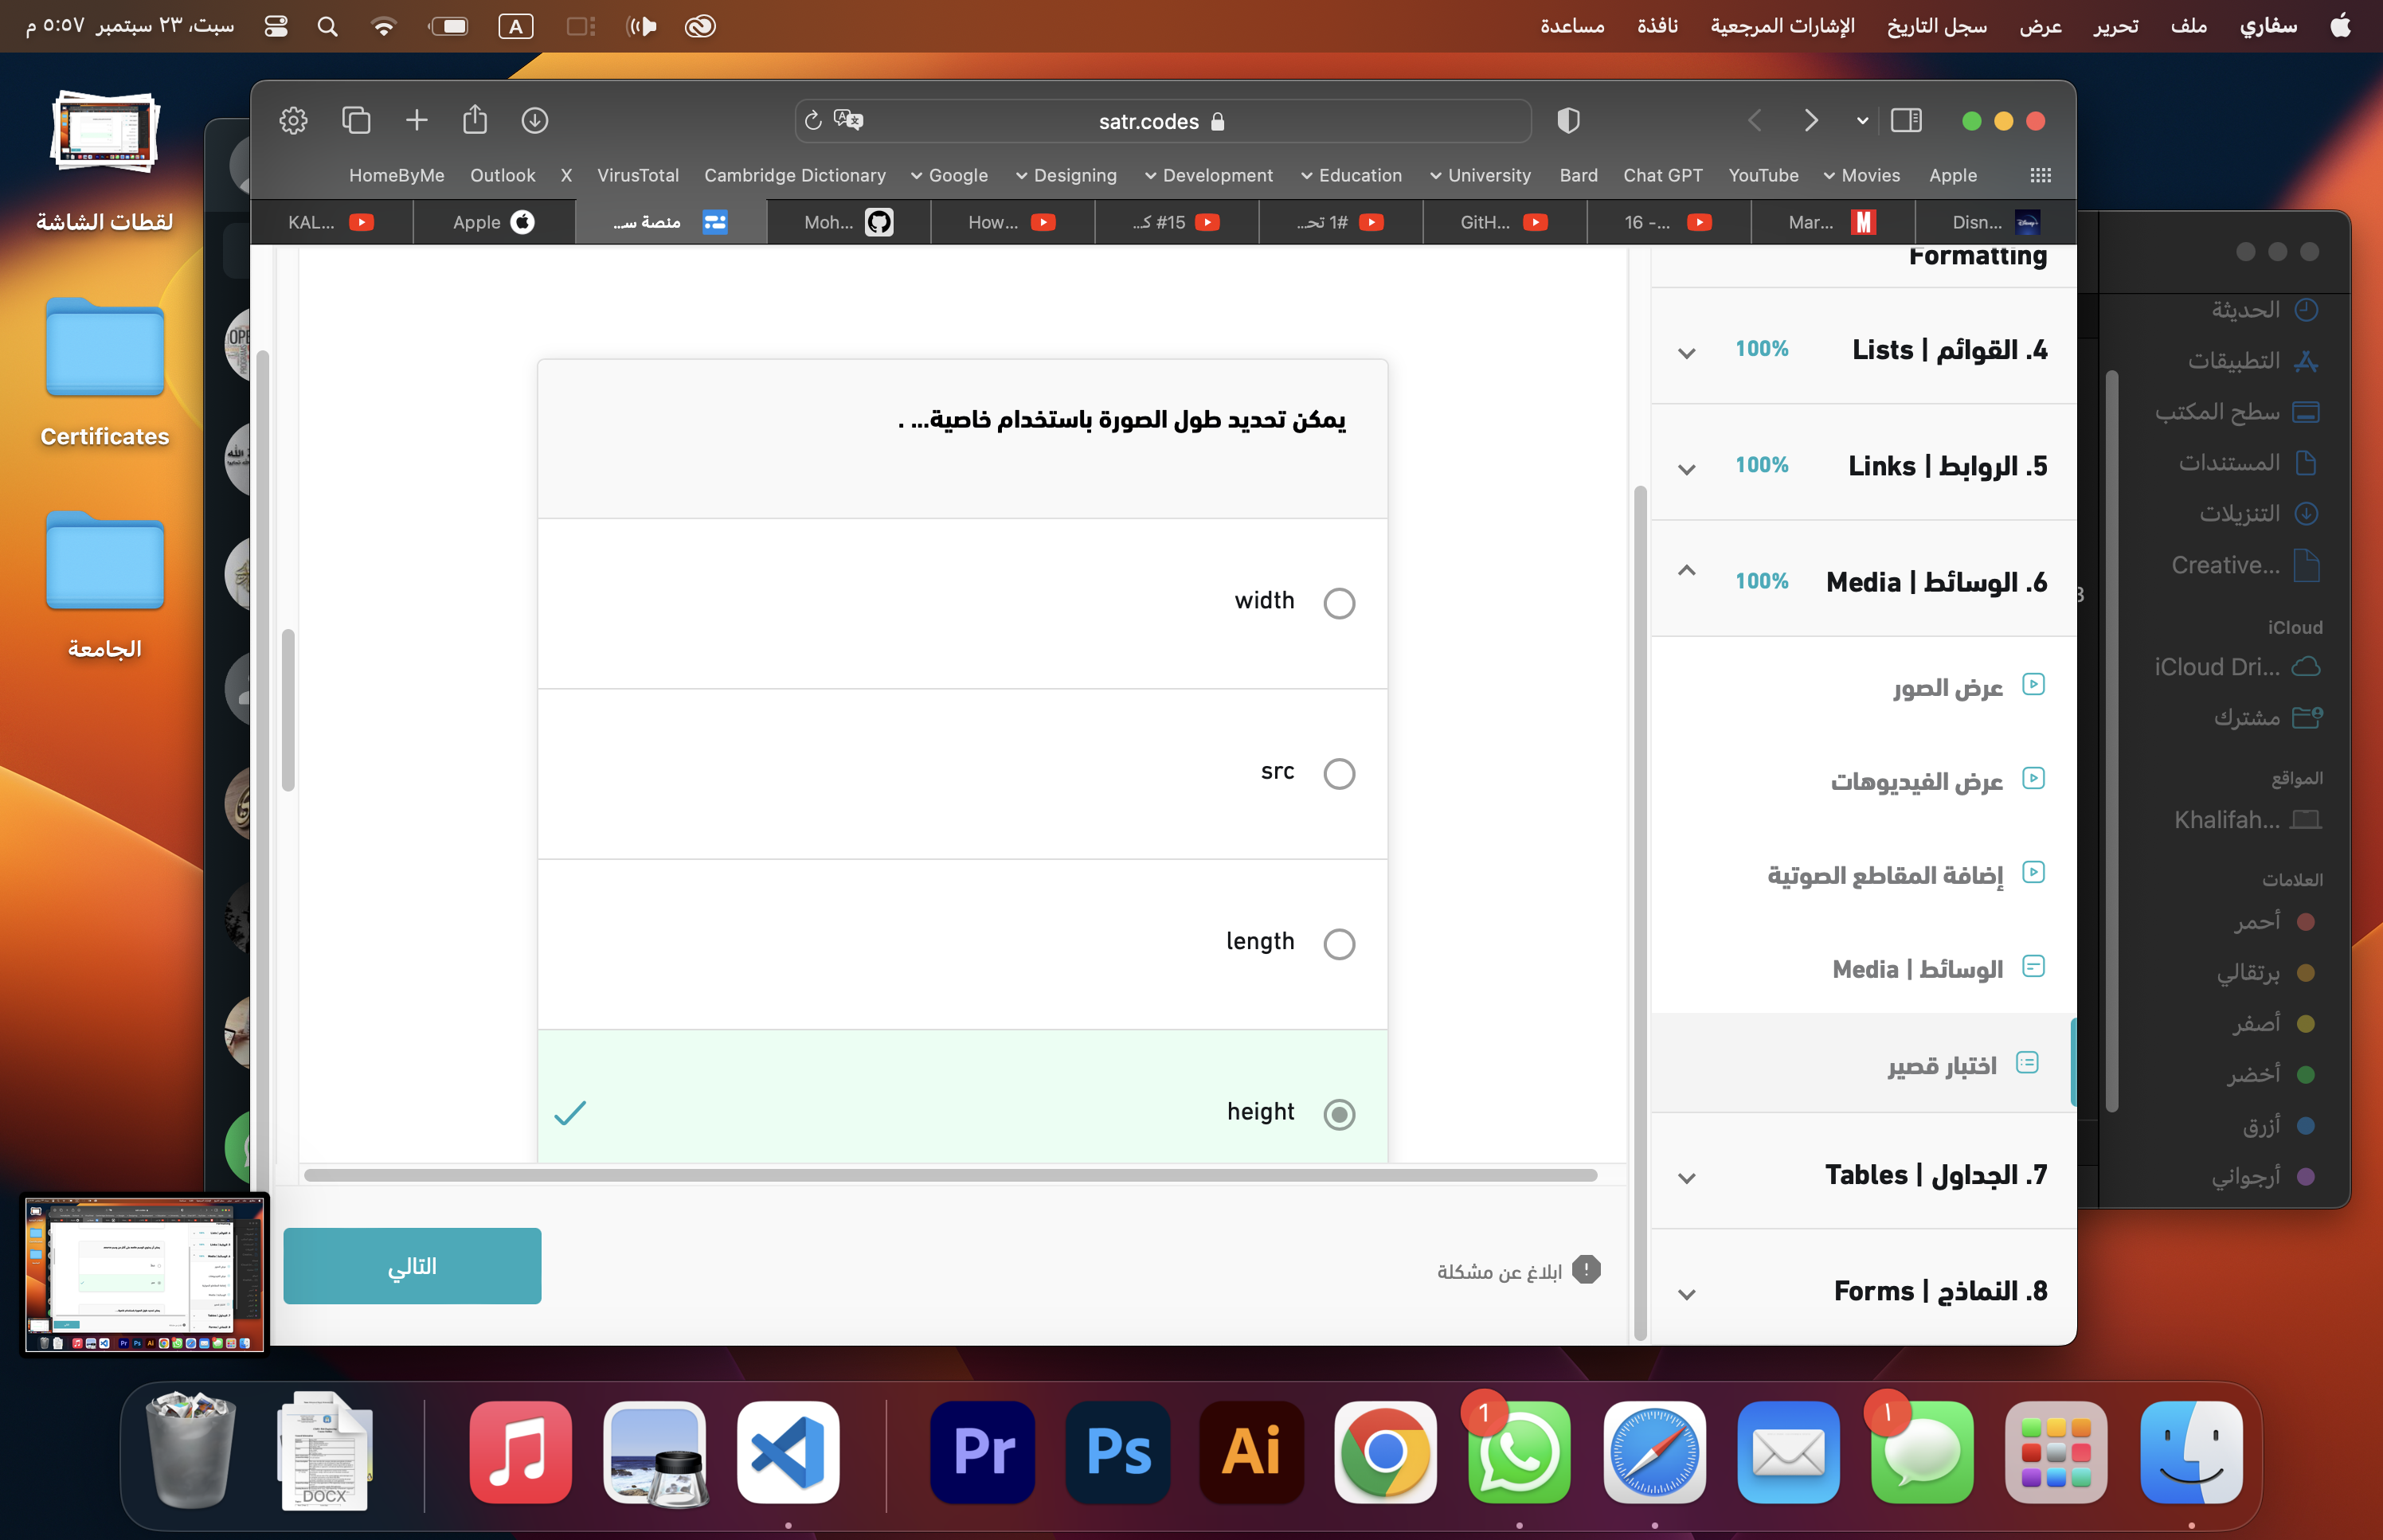 سفاري ملف تحرير عرض سجل التاريخ الإشارات المرجعية نافذة مساعدة
A
سبت، ٢٣ سبتمبر ٥:٥٧ م
لقطات الشاشة
Certificates
الجامعة
satr.codes
HomeByMe Outlook X VirusTotal Cambridge Dictionary Google Designing Development Education University Bard Chat GPT YouTube Movies Apple
KAL... Apple منصة سـ... Moh... How... #15 كـ... #1 تحـ... GitH... 16 -... Mar... Disn...
Formatting
4. القوائم | Lists 100%
5. الروابط | Links 100%
6. الوسائط | Media 100%
عرض الصور
عرض الفيديوهات
إضافة المقاطع الصوتية
الوسائط | Media
اختبار قصير
7. الجداول | Tables
8. النماذج | Forms
يمكن تحديد طول الصورة باستخدام خاصية... .
width
src
length
height
ابلاغ عن مشكلة
التالي
الحديثة
التطبيقات
سطح المكتب
المستندات
التنزيلات
Creative...
iCloud
iCloud Dri...
مشترك
المواقع
Khalifah...
العلامات
أحمر
برتقالي
أصفر
أخضر
أزرق
أرجواني
DOCX
Pr
Ps
Ai
1
١